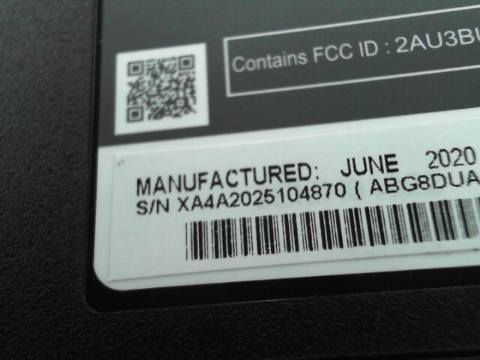 Contains FCC ID : 2AU3B
MANUFACTURED: JUNE 2020
S/N XA4A2025104870 ( ABG8DUA